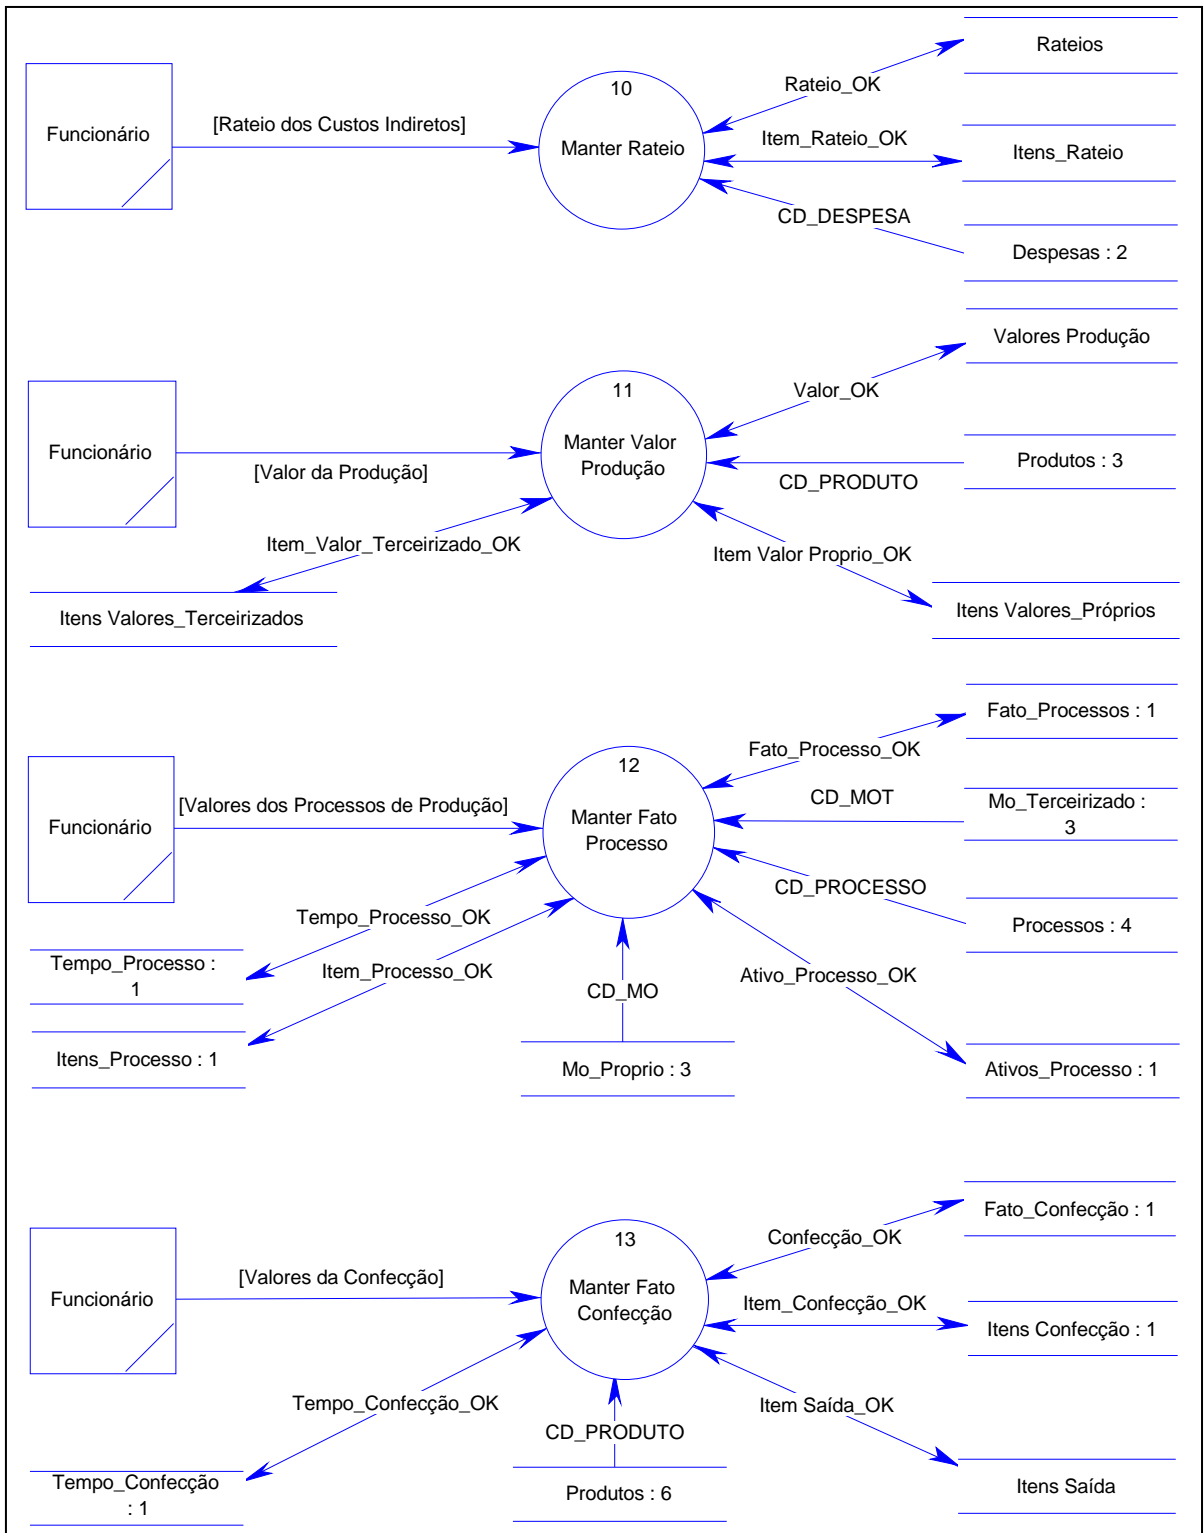 Rateios
10
Rateio_OK
Funcionário
[Rateio dos Custos Indiretos]
Manter Rateio
Item_Rateio_OK
Itens_Rateio
CD_DESPESA
Despesas : 2
Valores Produção
11
Valor_OK
Funcionário
Manter Valor
Produção
[Valor da Produção]
Produtos : 3
CD_PRODUTO
Item_Valor_Terceirizado_OK
Item Valor Proprio_OK
Itens Valores_Terceirizados
Itens Valores_Próprios
Fato_Processos : 1
Fato_Processo_OK
12
CD_MOT
Mo_Terceirizado :
3
[Valores dos Processos de Produção]
Funcionário
Manter Fato
Processo
CD_PROCESSO
Tempo_Processo_OK
Processos : 4
Tempo_Processo :
1
Item_Processo_OK
Ativo_Processo_OK
CD_MO
Itens_Processo : 1
Mo_Proprio : 3
Ativos_Processo : 1
Fato_Confecção : 1
13
Confecção_OK
[Valores da Confecção]
Funcionário
Manter Fato
Confecção
Item_Confecção_OK
Itens Confecção : 1
Tempo_Confecção_OK
Item Saída_OK
CD_PRODUTO
Tempo_Confecção
: 1
Produtos : 6
Itens Saída